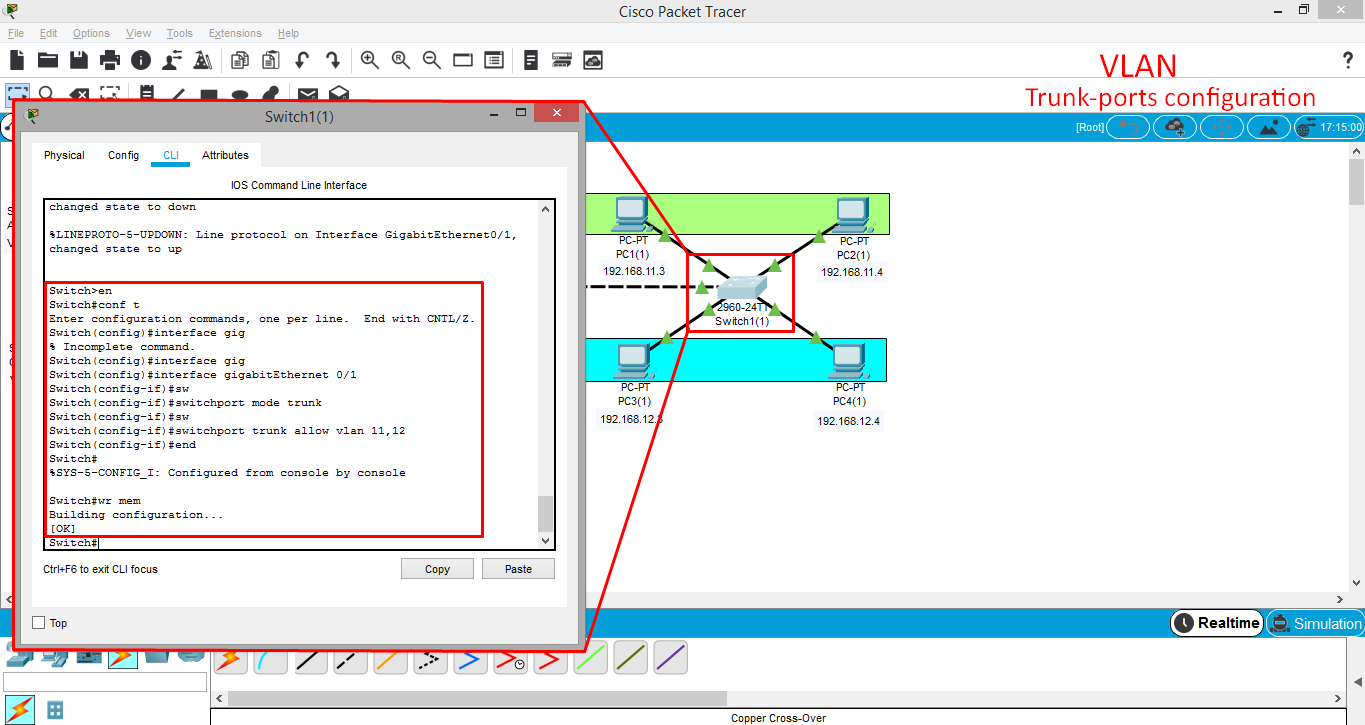 Cisco Packet Tracer
File Edit Options View Tools Extensions Help
VLAN
Trunk-ports configuration
[Root] 17:15:00
Switch1(1)
Physical Config CLI Attributes
IOS Command Line Interface
changed state to down
%LINEPROTO-5-UPDOWN: Line protocol on Interface GigabitEthernet0/1,
changed state to up
Switch>en
Switch#conf t
Enter configuration commands, one per line.  End with CNTL/Z.
Switch(config)#interface gig
% Incomplete command.
Switch(config)#interface gig
Switch(config)#interface gigabitEthernet 0/1
Switch(config-if)#sw
Switch(config-if)#switchport mode trunk
Switch(config-if)#sw
Switch(config-if)#switchport trunk allow vlan 11,12
Switch(config-if)#end
Switch#
%SYS-5-CONFIG_I: Configured from console by console
Switch#wr mem
Building configuration...
[OK]
Switch#
Ctrl+F6 to exit CLI focus
Copy Paste
Top
PC-PT
PC1(1)
192.168.11.3
PC-PT
PC2(1)
192.168.11.4
2960-24TT
Switch1(1)
PC-PT
PC3(1)
192.168.12.3
PC-PT
PC4(1)
192.168.12.4
Realtime Simulation
Copper Cross-Over